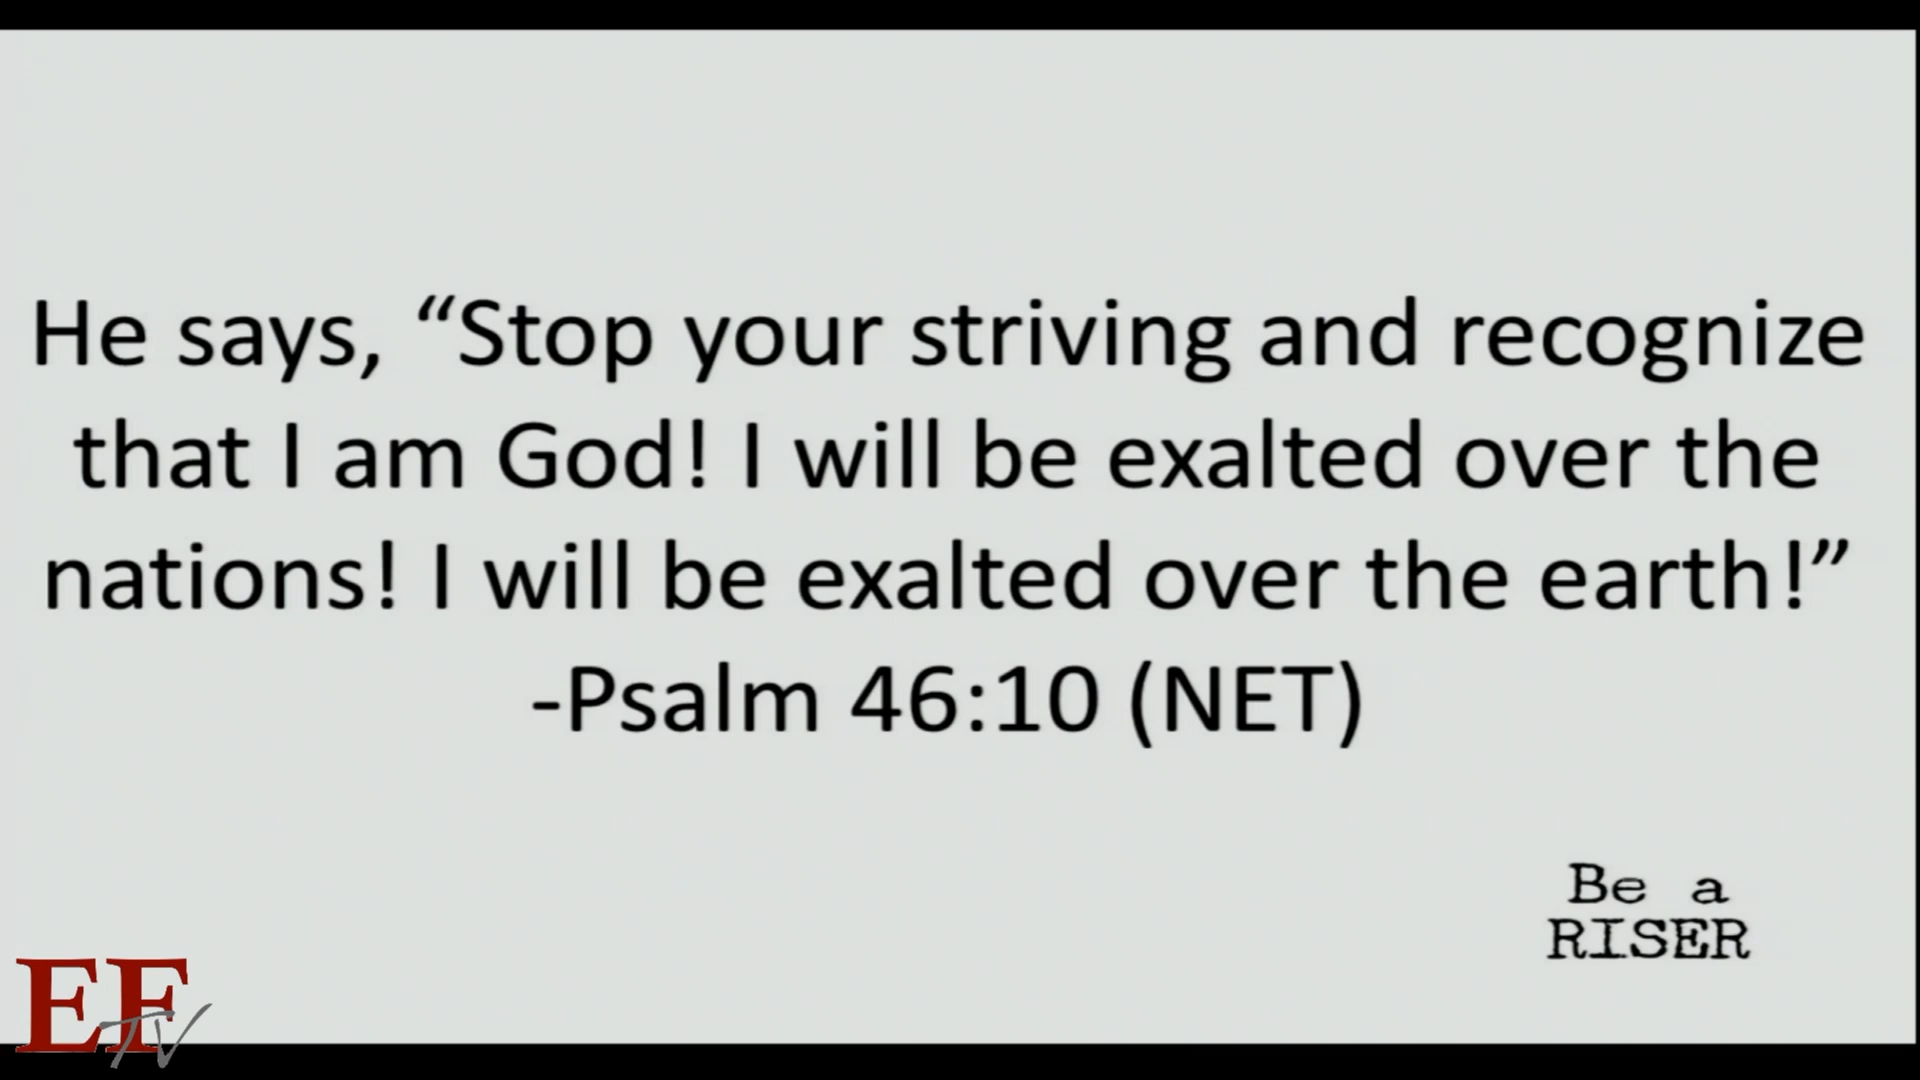 He says, “Stop your striving and recognize
that I am God! I will be exalted over the
nations! I will be exalted over the earth!”
-Psalm 46:10 (NET)
Be a
RISER
EF
TV